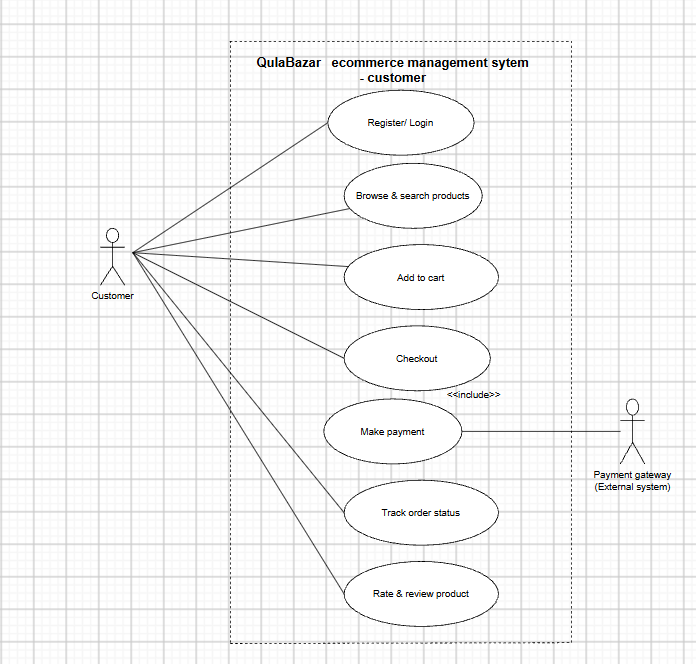 QulaBazar ecommerce management sytem
- customer
Register/ Login
Browse & search products
Add to cart
Customer
Checkout
<<include>>
Make payment
Payment gateway
(External system)
Track order status
Rate & review product